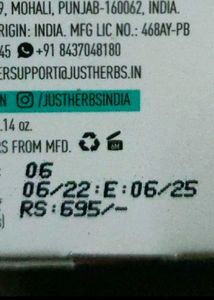 9, MOHALI, PUNJAB-160062, INDIA.
RIGIN: INDIA. MFG LIC NO.: 468AY-PB
45 +91 8437048180
ERSUPPORT@JUSTHERBS.IN
N /JUSTHERBSINDIA
.14 oz.
RS FROM MFD.
: 06
06/22:E:06/25
RS:695/-